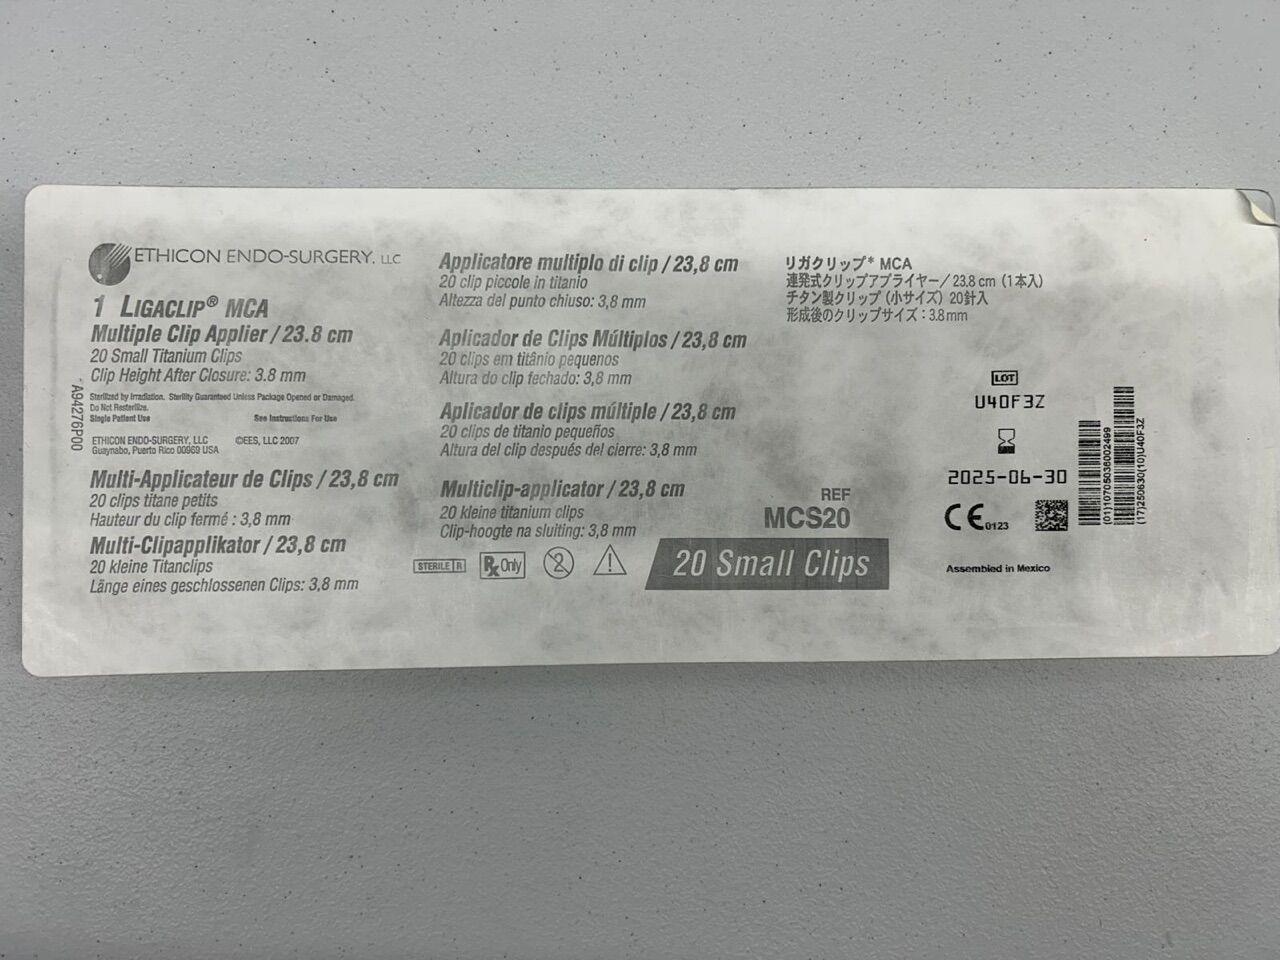 ETHICON ENDO-SURGERY, LLC
1 LIGACLIP® MCA
Multiple Clip Applier / 23.8 cm
20 Small Titanium Clips
Clip Height After Closure: 3.8 mm
Sterilized by Irradiation. Sterility Guaranteed Unless Package Opened or Damaged.
Do Not Resterilize.
Single Patient Use See Instructions For Use
ETHICON ENDO-SURGERY, LLC ©EES, LLC 2007
Guaynabo, Puerto Rico 00969 USA
A94276P00
Multi-Applicateur de Clips / 23,8 cm
20 clips titane petits
Hauteur du clip fermé : 3,8 mm
Multi-Clipapplikator / 23,8 cm
20 kleine Titanclips
Länge eines geschlossenen Clips: 3,8 mm
Applicatore multiplo di clip / 23,8 cm
20 clip piccole in titanio
Altezza del punto chiuso: 3,8 mm
Aplicador de Clips Múltiplos / 23,8 cm
20 clips em titânio pequenos
Altura do clip fechado: 3,8 mm
Aplicador de clips múltiple / 23,8 cm
20 clips de titanio pequeños
Altura del clip después del cierre: 3,8 mm
Multiclip-applicator / 23,8 cm
20 kleine titanium clips
Clip-hoogte na sluiting: 3,8 mm
STERILE R
Rx Only
2
REF
MCS20
20 Small Clips
リガクリップ* MCA
連発式クリップアプライヤー / 23.8 cm (1本入)
チタン製クリップ (小サイズ) 20針入
形成後のクリップサイズ : 3.8mm
LOT
U40F3Z
2025-06-30
CE 0123
Assembled in Mexico
(01)10705036002499
(17)250630(10)U40F3Z